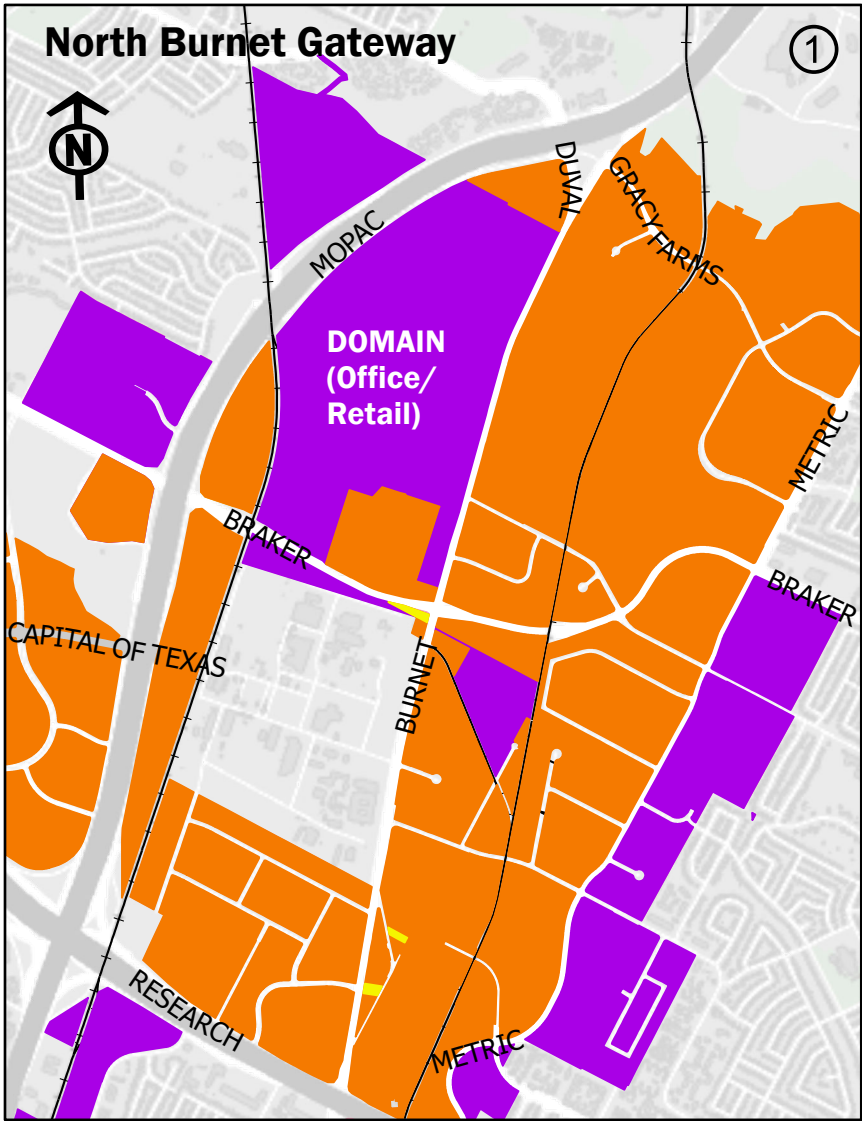 North Burnet Gateway
1
N
DUVAL
GRACY
FARMS
MOPAC
DOMAIN
(Office/
Retail)
METRIC
BRAKER
BRAKER
CAPITAL OF TEXAS
BURNET
RESEARCH
METRIC